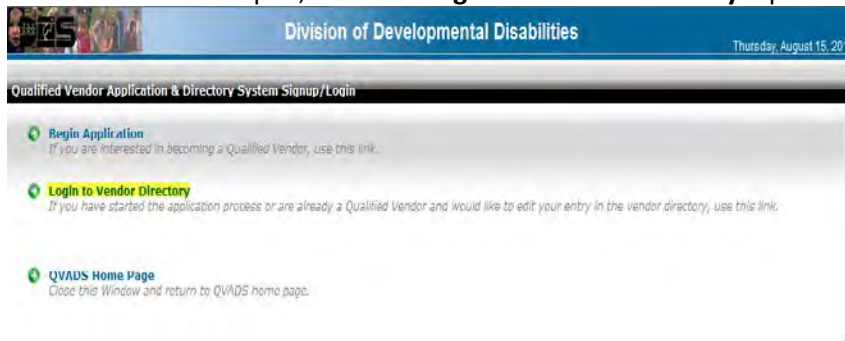 DES Division of Developmental Disabilities
Thursday, August 15, 20
Qualified Vendor Application & Directory System Signup/Login
Begin Application
If you are interested in becoming a Qualified Vendor, use this link.
Login to Vendor Directory
If you have started the application process or are already a Qualified Vendor and would like to edit your entry in the vendor directory, use this link.
QVADS Home Page
Close this Window and return to QVADS home page.